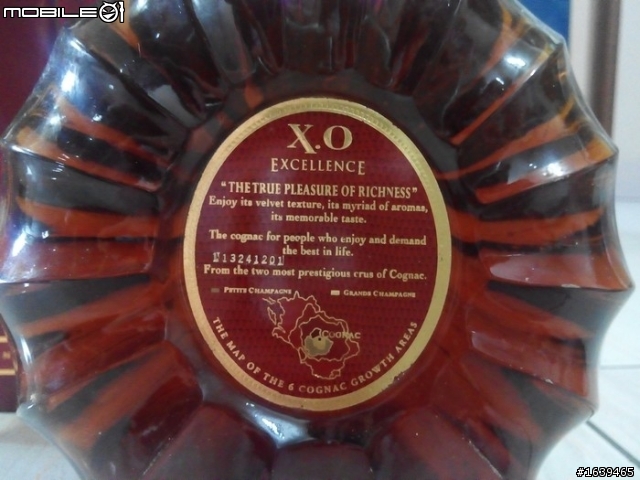 MOBILE01
X.O
EXCELLENCE
"THE TRUE PLEASURE OF RICHNESS"
Enjoy its velvet texture, its myriad of aromas,
its memorable taste.
The cognac for people who enjoy and demand
the best in life.
From the two most prestigious crus of Cognac.
PETITE CHAMPAGNE GRANDE CHAMPAGNE
COGNAC
THE MAP OF THE 6 COGNAC GROWTH AREAS
#1639465